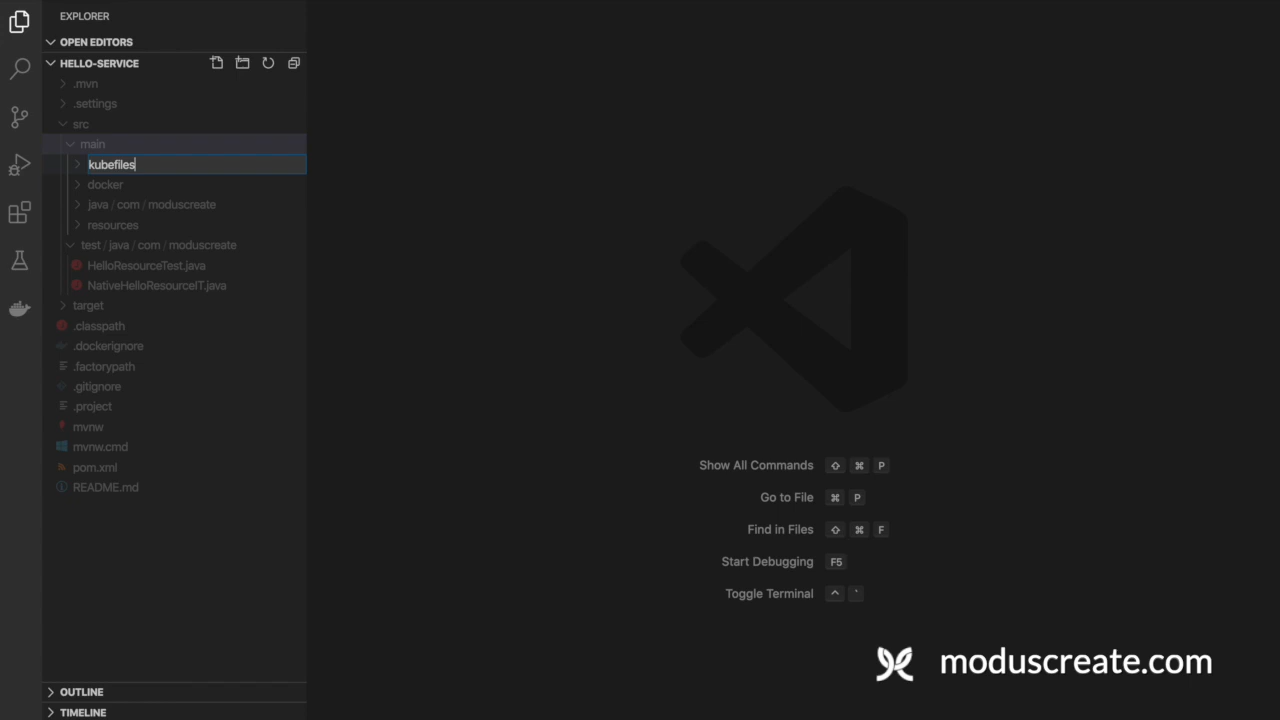 EXPLORER
OPEN EDITORS
HELLO-SERVICE
.mvn
.settings
src
main
kubefiles
docker
java / com / moduscreate
resources
test / java / com / moduscreate
HelloResourceTest.java
NativeHelloResourceIT.java
target
.classpath
.dockerignore
.factorypath
.gitignore
.project
mvnw
mvnw.cmd
pom.xml
README.md
OUTLINE
TIMELINE
Show All Commands ⇧ ⌘ P
Go to File ⌘ P
Find in Files ⇧ ⌘ F
Start Debugging F5
Toggle Terminal ^ `
moduscreate.com